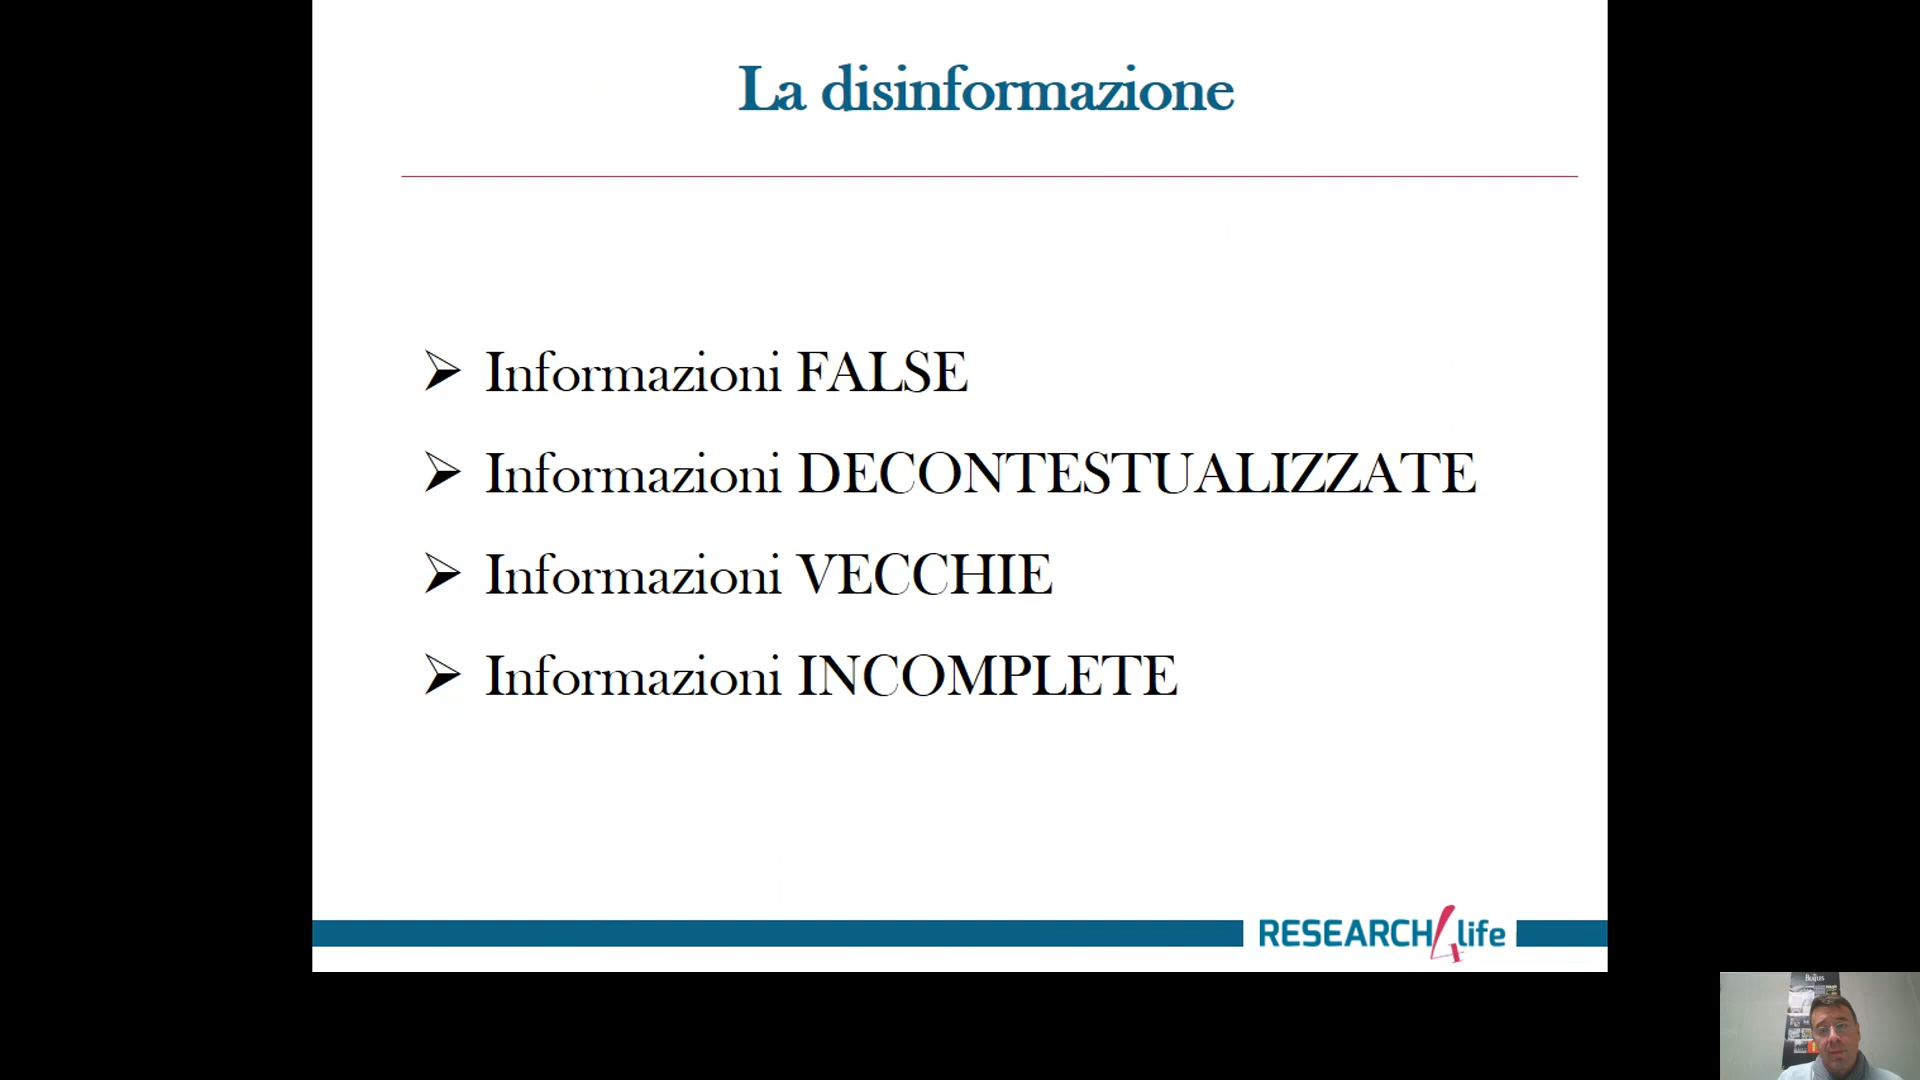 La disinformazione
Informazioni FALSE
Informazioni DECONTESTUALIZZATE
Informazioni VECCHIE
Informazioni INCOMPLETE
RESEARCH4life